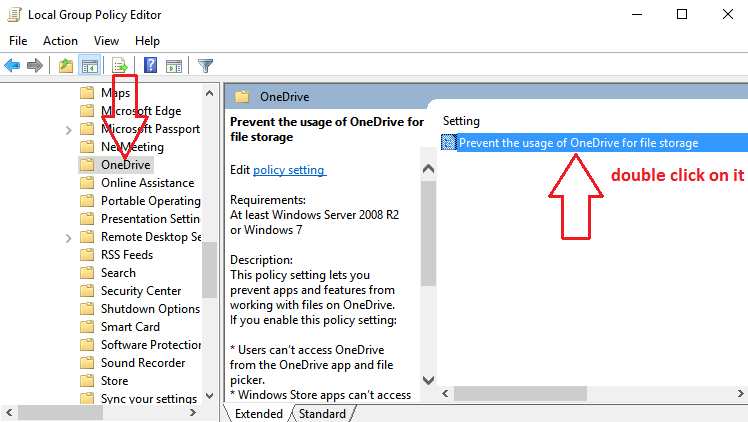 Local Group Policy Editor
File Action View Help
Maps
Microsoft Edge
Microsoft Passport
NetMeeting
OneDrive
Online Assistance
Portable Operating
Presentation Settin
Remote Desktop Se
RSS Feeds
Search
Security Center
Shutdown Options
Smart Card
Software Protection
Sound Recorder
Store
Sync your settings
OneDrive
Prevent the usage of OneDrive for
file storage
Edit policy setting
Requirements:
At least Windows Server 2008 R2
or Windows 7
Description:
This policy setting lets you
prevent apps and features from
working with files on OneDrive.
If you enable this policy setting:
* Users can't access OneDrive
from the OneDrive app and file
picker.
* Windows Store apps can't access
Setting
Prevent the usage of OneDrive for file storage
double click on it
Extended Standard